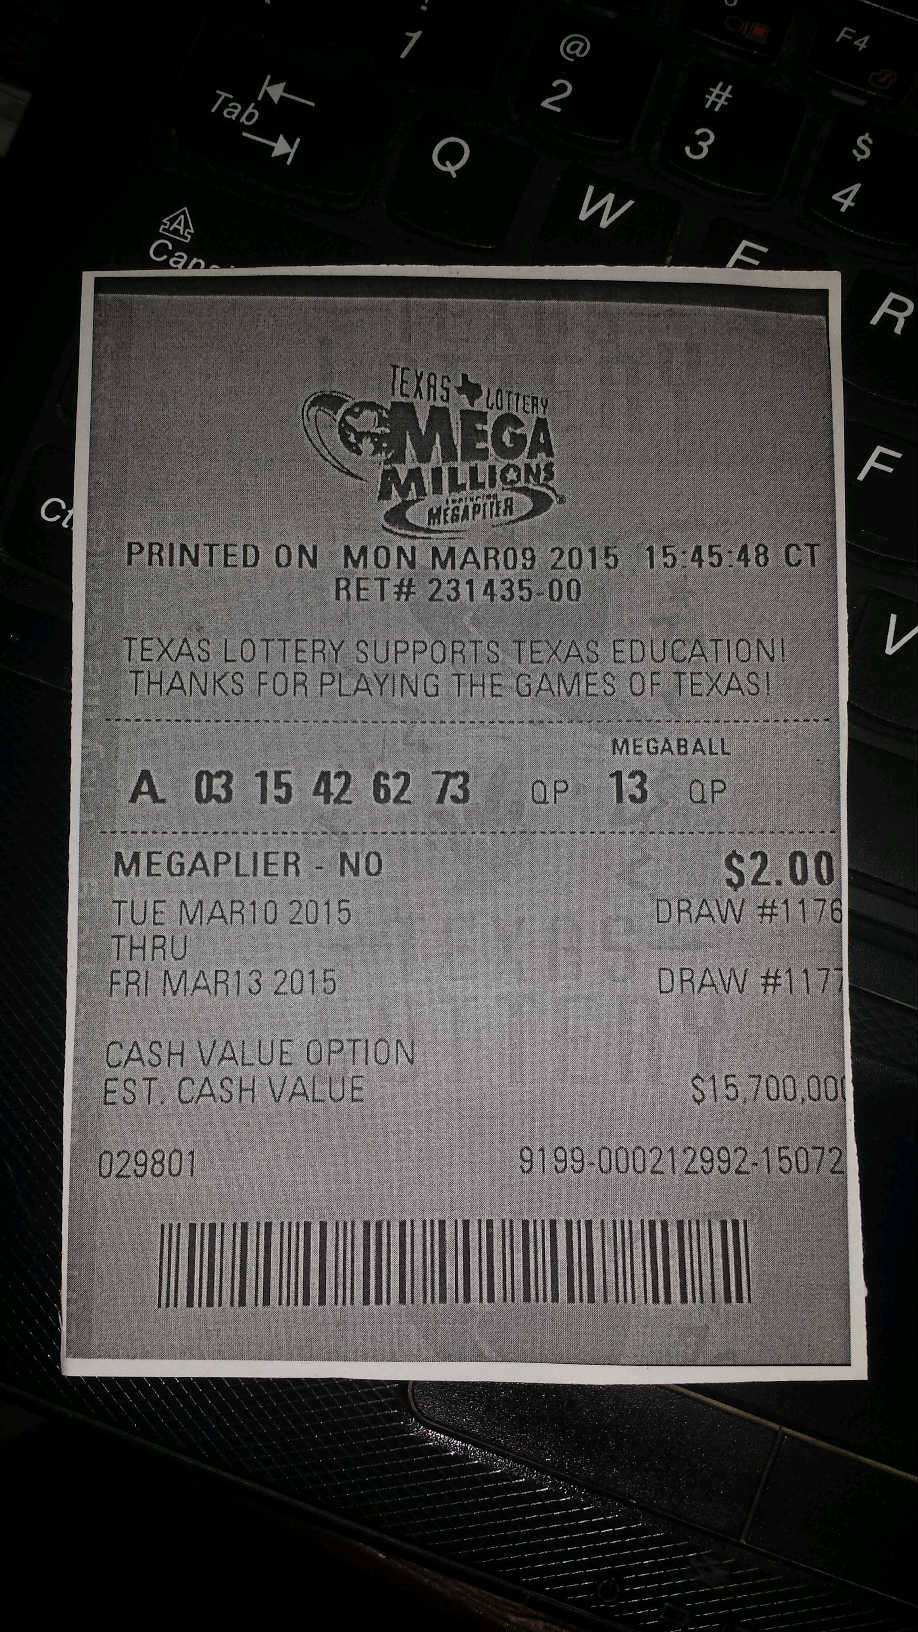 !
1
@
2
#
3
$
4
F4
Tab
Q
W
E
R
A
Caps
F
V
Ct
TEXAS LOTTERY
MEGA
MILLIONS
FEATURING
MEGAPLIER
PRINTED ON MON MAR09 2015 15:45:48 CT
RET# 231435-00
TEXAS LOTTERY SUPPORTS TEXAS EDUCATION!
THANKS FOR PLAYING THE GAMES OF TEXAS!
MEGABALL
A. 03 15 42 62 73 QP 13 QP
MEGAPLIER - NO $2.00
TUE MAR10 2015 DRAW #1176
THRU
FRI MAR13 2015 DRAW #1177
CASH VALUE OPTION
EST. CASH VALUE $15,700,000
029801 9199-000212992-15072